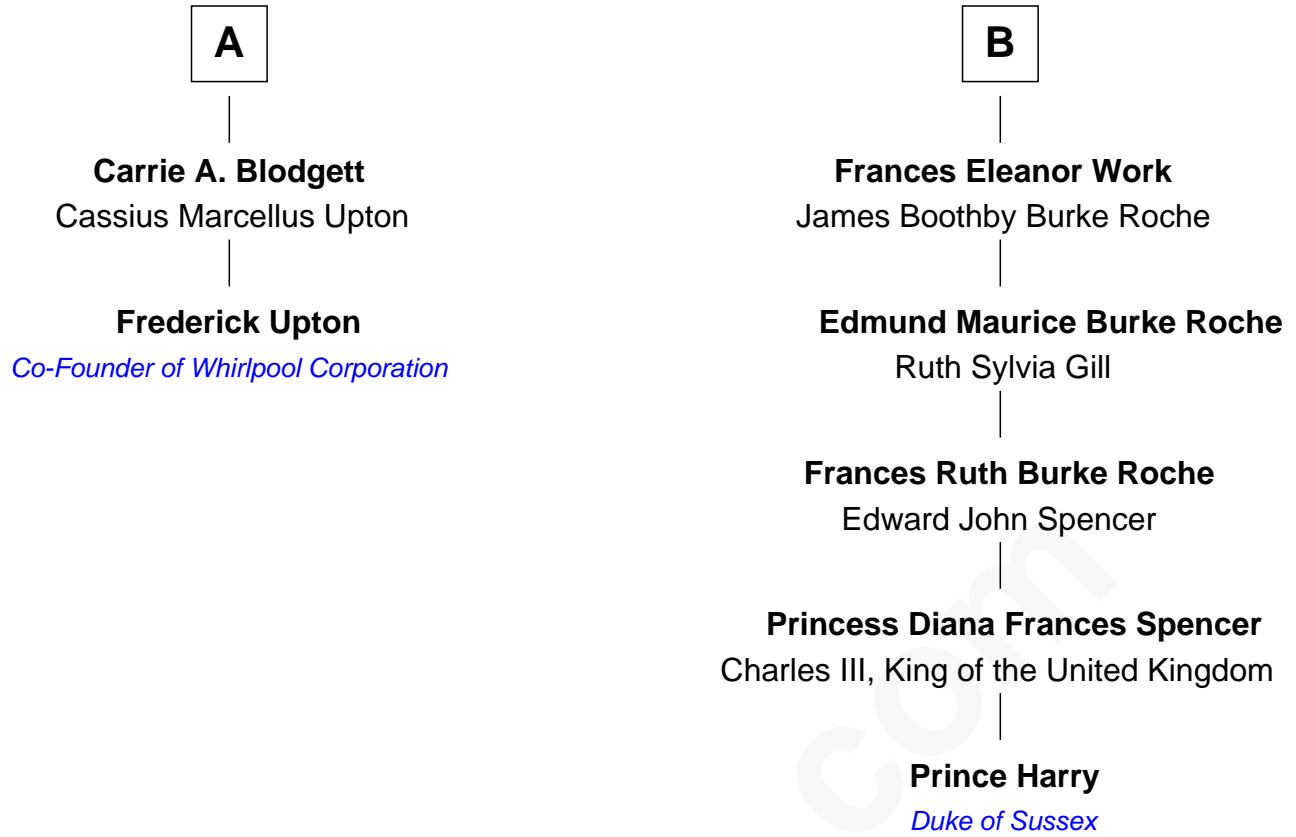 A
Carrie A. Blodgett
Cassius Marcellus Upton
Frederick Upton
Co-Founder of Whirlpool Corporation
B
Frances Eleanor Work
James Boothby Burke Roche
Edmund Maurice Burke Roche
Ruth Sylvia Gill
Frances Ruth Burke Roche
Edward John Spencer
Princess Diana Frances Spencer
Charles III, King of the United Kingdom
Prince Harry
Duke of Sussex
com